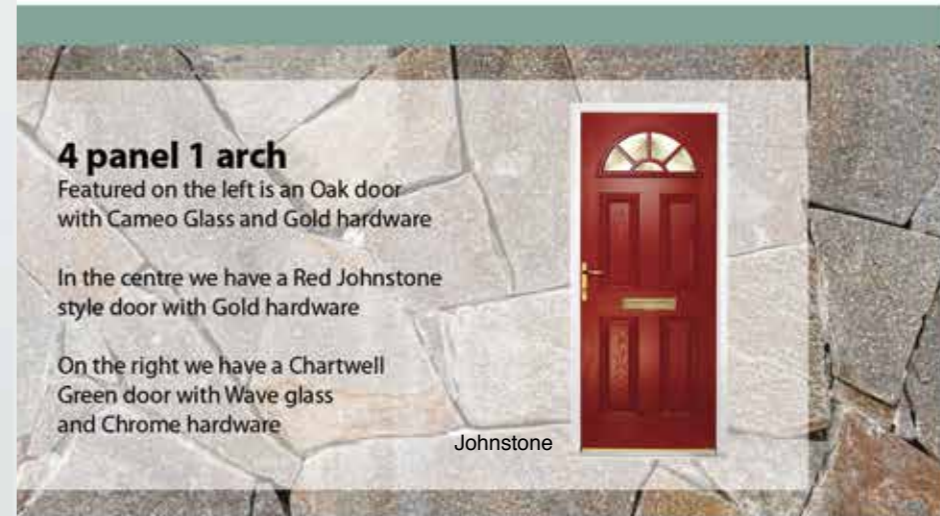 4 panel 1 arch
Featured on the left is an Oak door
with Cameo Glass and Gold hardware
In the centre we have a Red Johnstone
style door with Gold hardware
On the right we have a Chartwell
Green door with Wave glass
and Chrome hardware
Johnstone